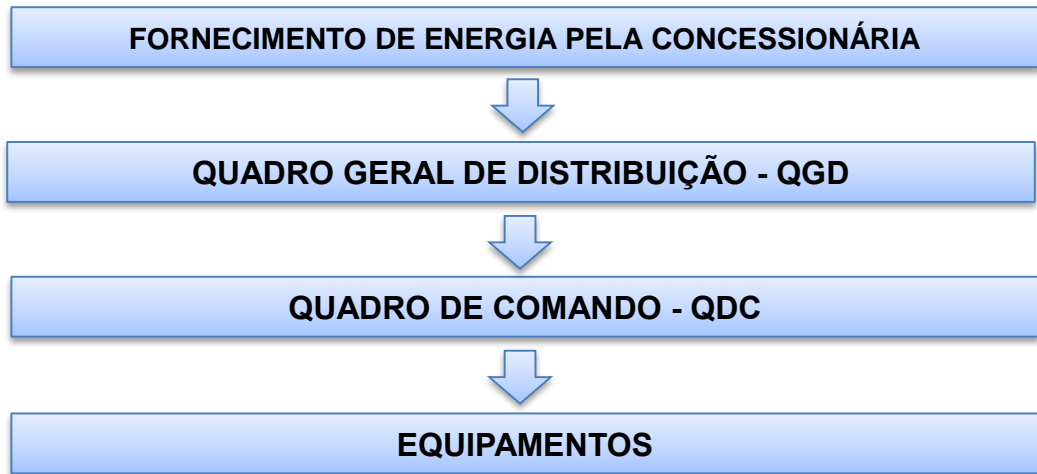 FORNECIMENTO DE ENERGIA PELA CONCESSIONÁRIA
QUADRO GERAL DE DISTRIBUIÇÃO - QGD
QUADRO DE COMANDO - QDC
EQUIPAMENTOS